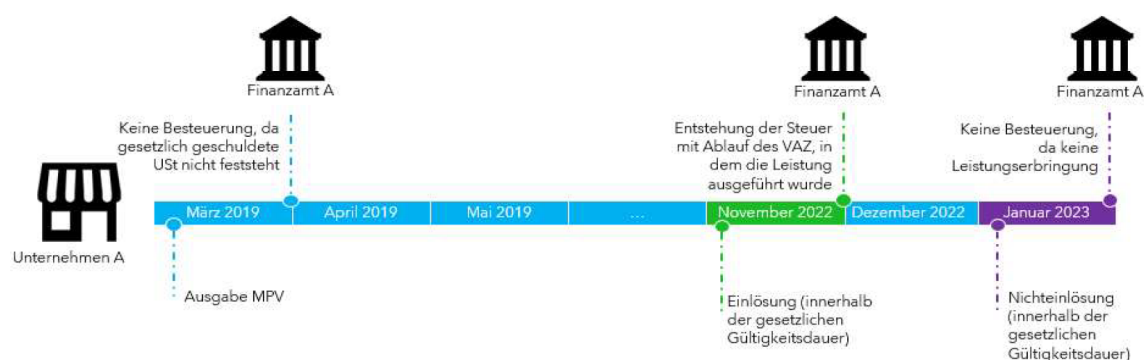 Finanzamt A
Finanzamt A
Finanzamt A
Keine Besteuerung, da
gesetzlich geschuldete
USt nicht feststeht
Entstehung der Steuer
mit Ablauf des VAZ, in
dem die Leistung
ausgeführt wurde
Keine Besteuerung,
da keine
Leistungserbringung
März 2019
April 2019
Mai 2019
...
November 2022
Dezember 2022
Januar 2023
Unternehmen A
Ausgabe MPV
Einlösung (innerhalb
der gesetzlichen
Gültigkeitsdauer)
Nichteinlösung
(innerhalb der
gesetzlichen
Gültigkeitsdauer)